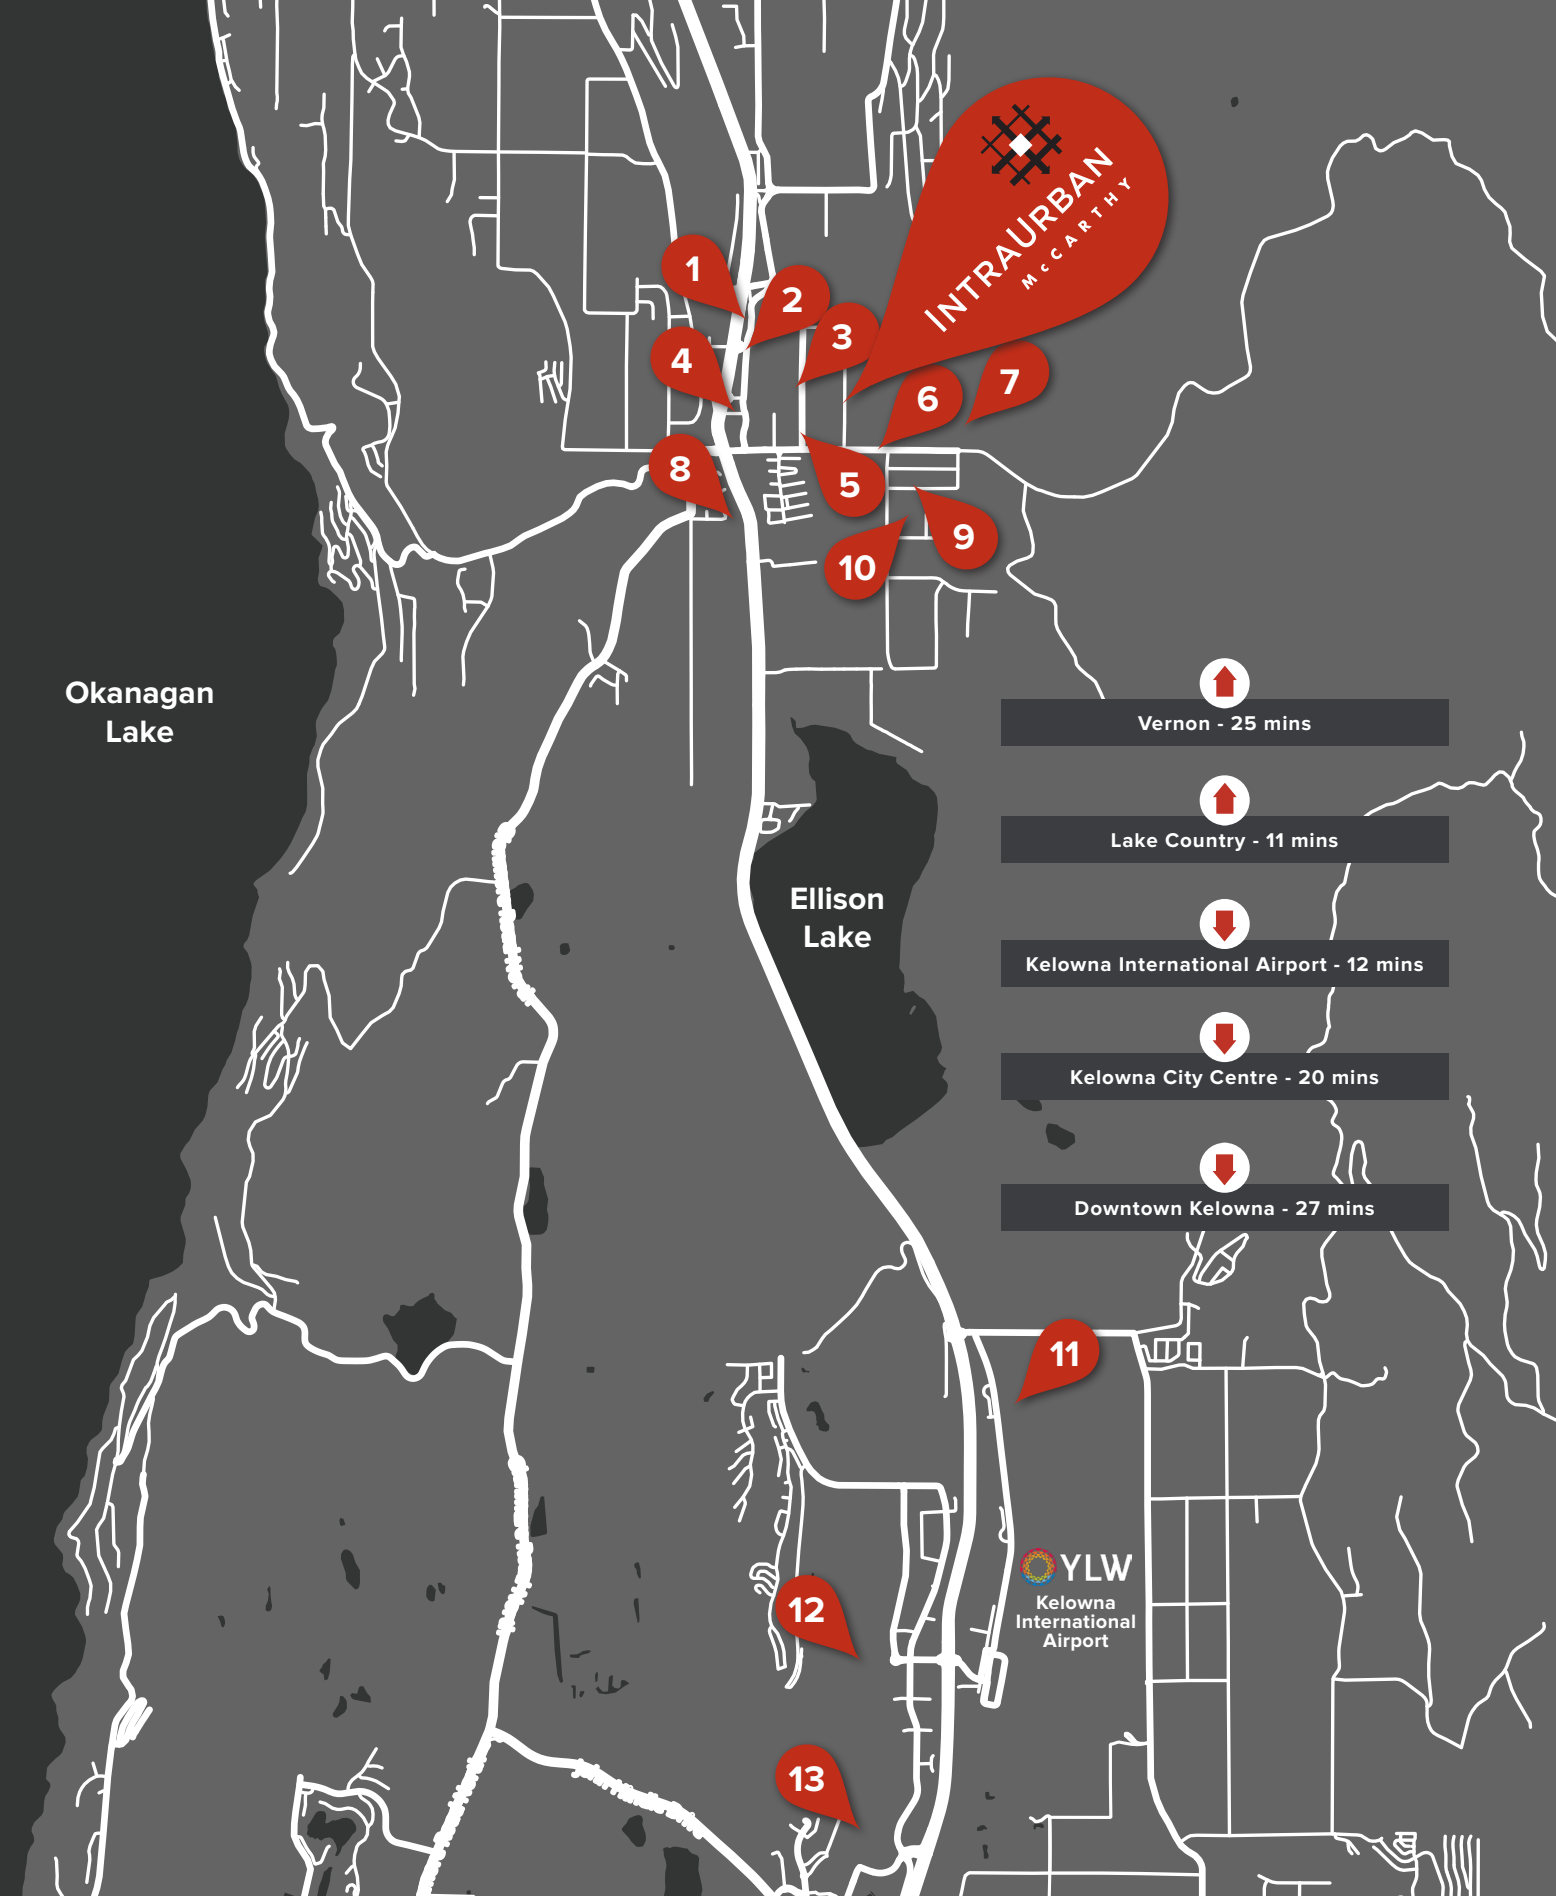 INTRAURBAN
McCARTHY
1
2
3
4
6
7
8
5
9
10
Okanagan
Lake
Vernon - 25 mins
Lake Country - 11 mins
Ellison
Lake
Kelowna International Airport - 12 mins
Kelowna City Centre - 20 mins
Downtown Kelowna - 27 mins
11
YLW
Kelowna
International
Airport
12
13